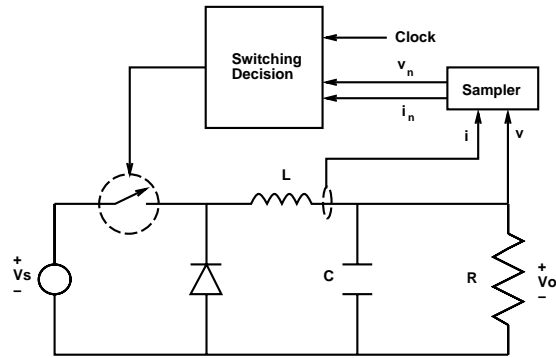 Switching
Decision
Clock
v n
i n
Sampler
i
v
L
+
Vs
−
C
R
+
Vo
−